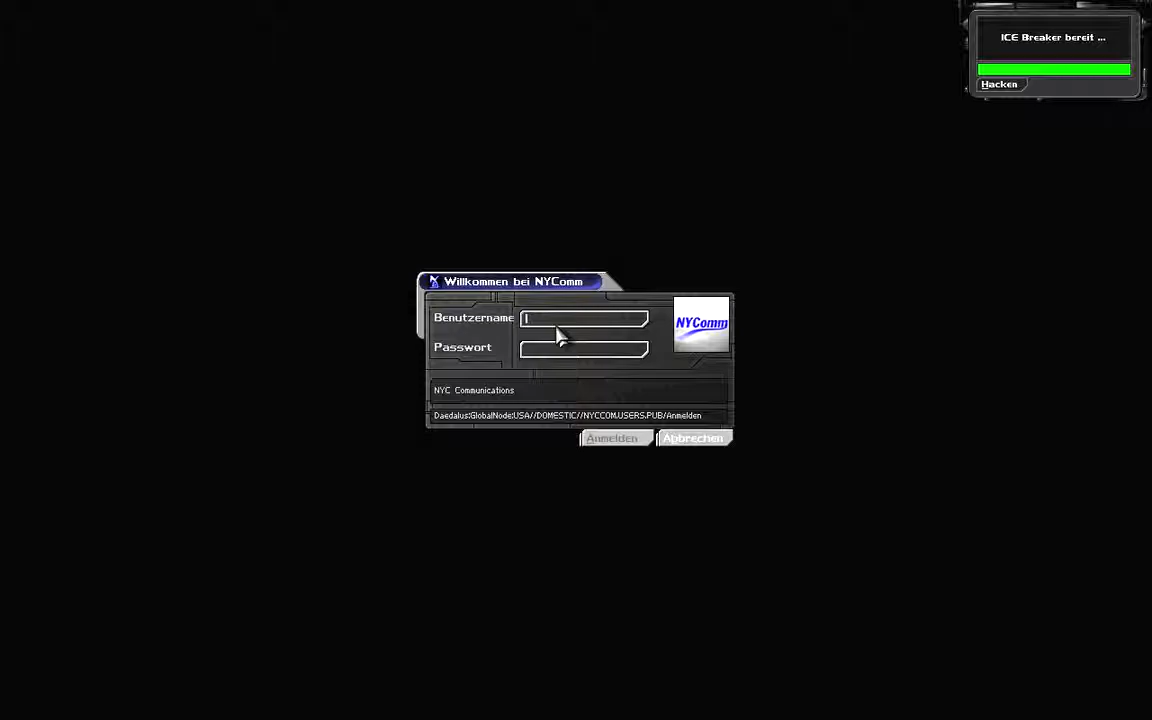 ICE Breaker bereit ...
Hacken
Willkommen bei NYComm
Benutzername
NYComm
Passwort
NYC Communications
Daedalus:GlobalNode:USA//DOMESTIC//NYCCOM.USERS.PUB/Anmelden
Anmelden
Abbrechen